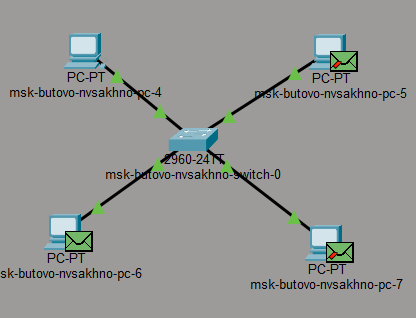 PC-PT
msk-butovo-nvsakhno-pc-4
PC-PT
msk-butovo-nvsakhno-pc-5
2960-24TT
msk-butovo-nvsakhno-switch-0
PC-PT
sk-butovo-nvsakhno-pc-6
PC-PT
msk-butovo-nvsakhno-pc-7